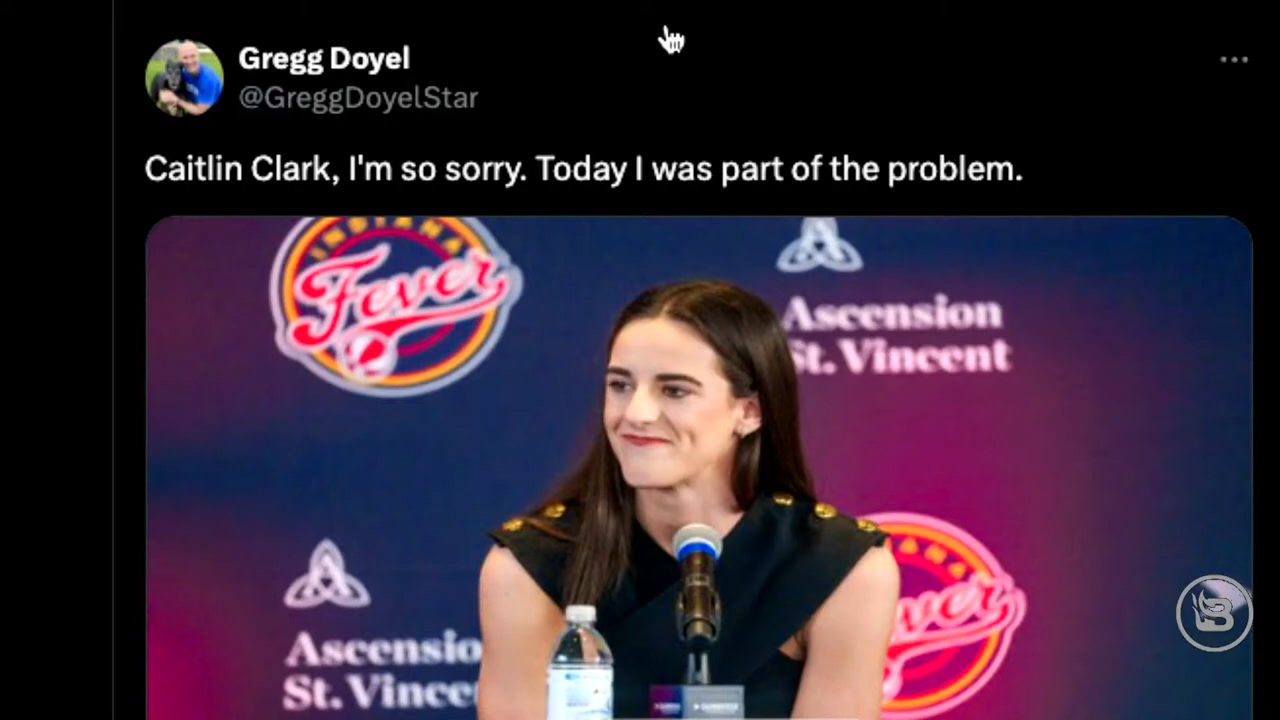 Gregg Doyel
@GreggDoyelStar
Caitlin Clark, I'm so sorry. Today I was part of the problem.
INDIANA
Fever
Ascension
St. Vincent
Ascensio
St. Vincent